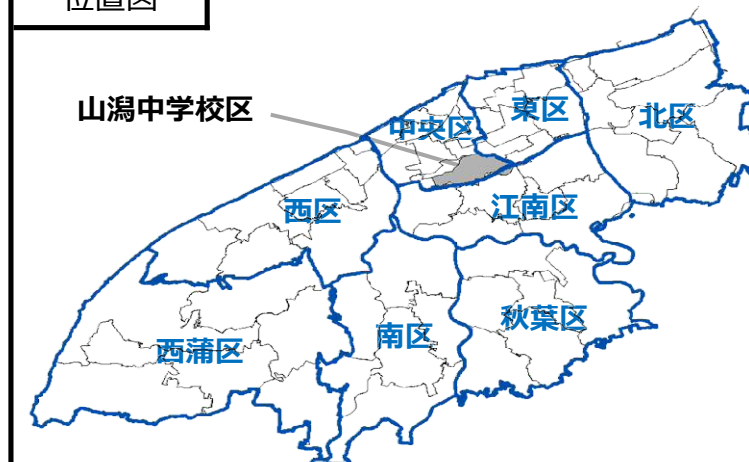 位置図
山潟中学校区
中央区
東区
北区
西区
江南区
西蒲区
南区
秋葉区